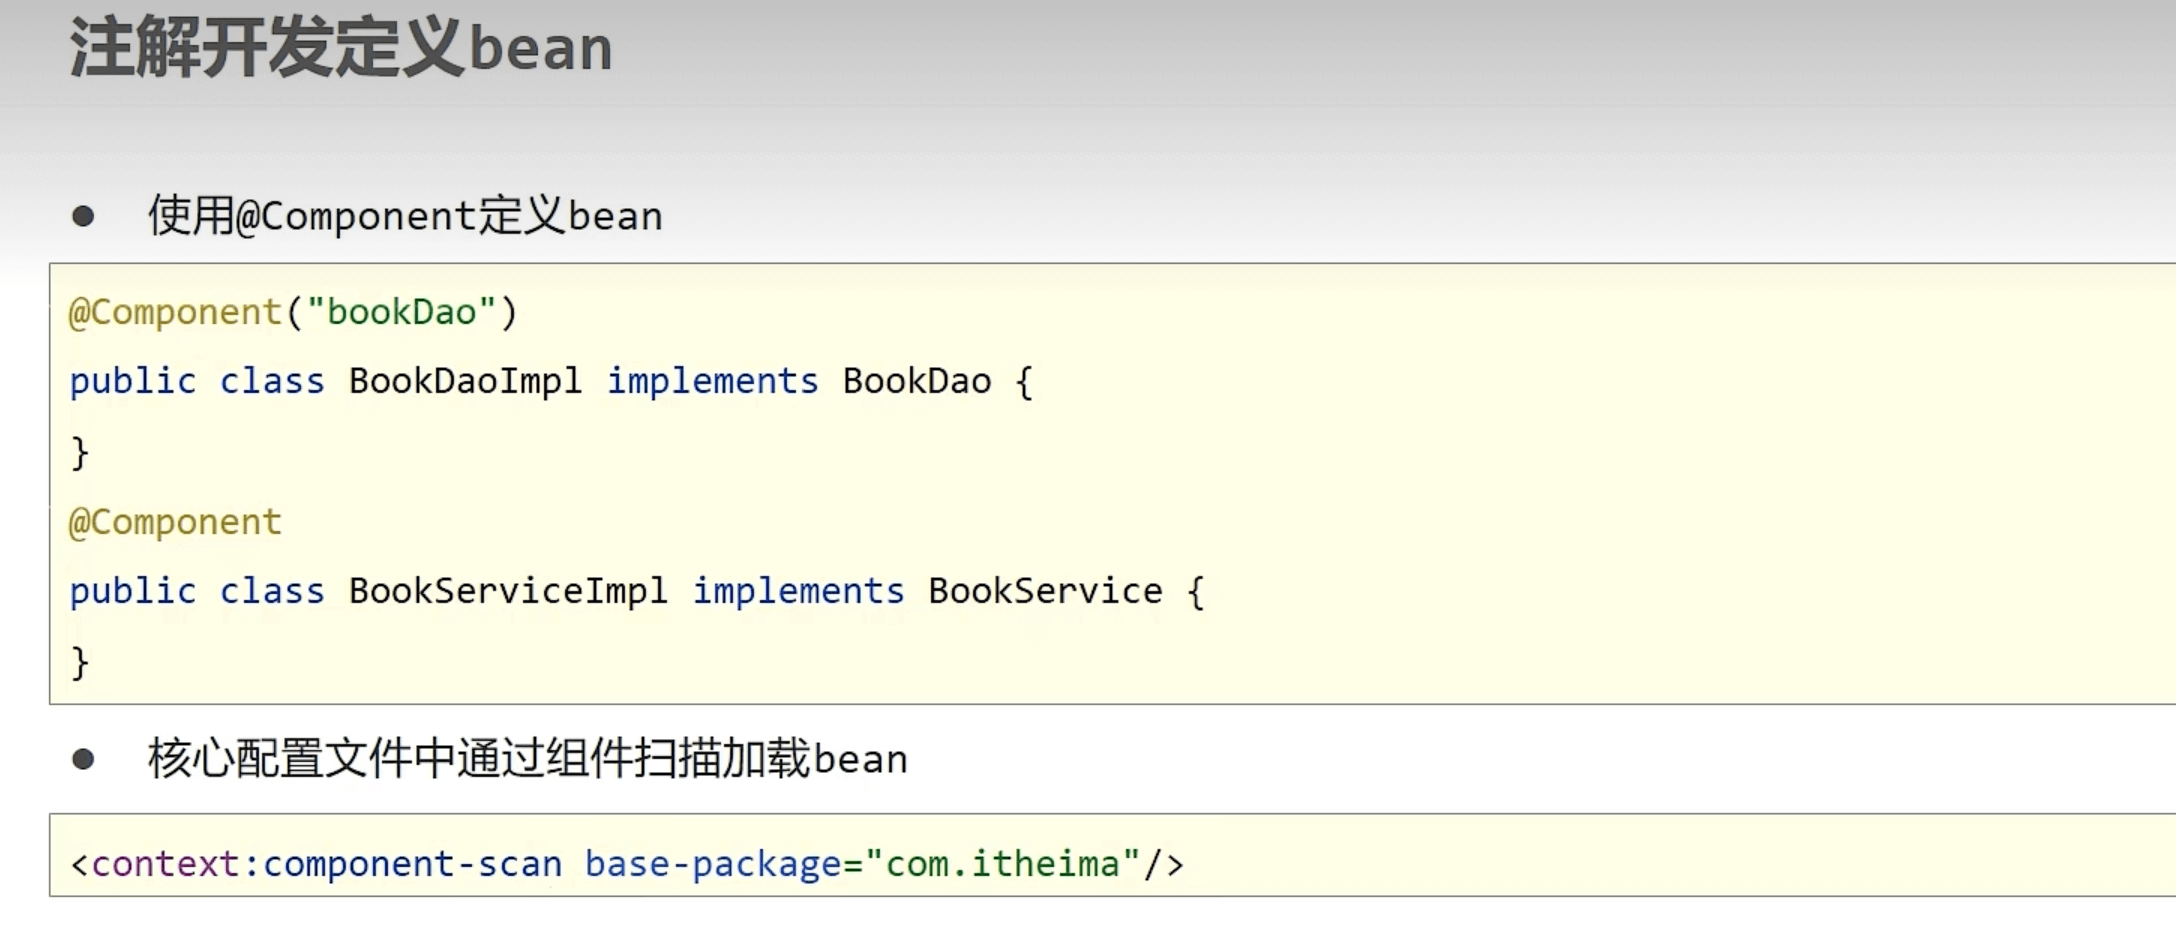 注解开发定义bean
● 使用@Component定义bean
@Component("bookDao")
public class BookDaoImpl implements BookDao {
}
@Component
public class BookServiceImpl implements BookService {
}
● 核心配置文件中通过组件扫描加载bean
<context:component-scan base-package="com.itheima"/>